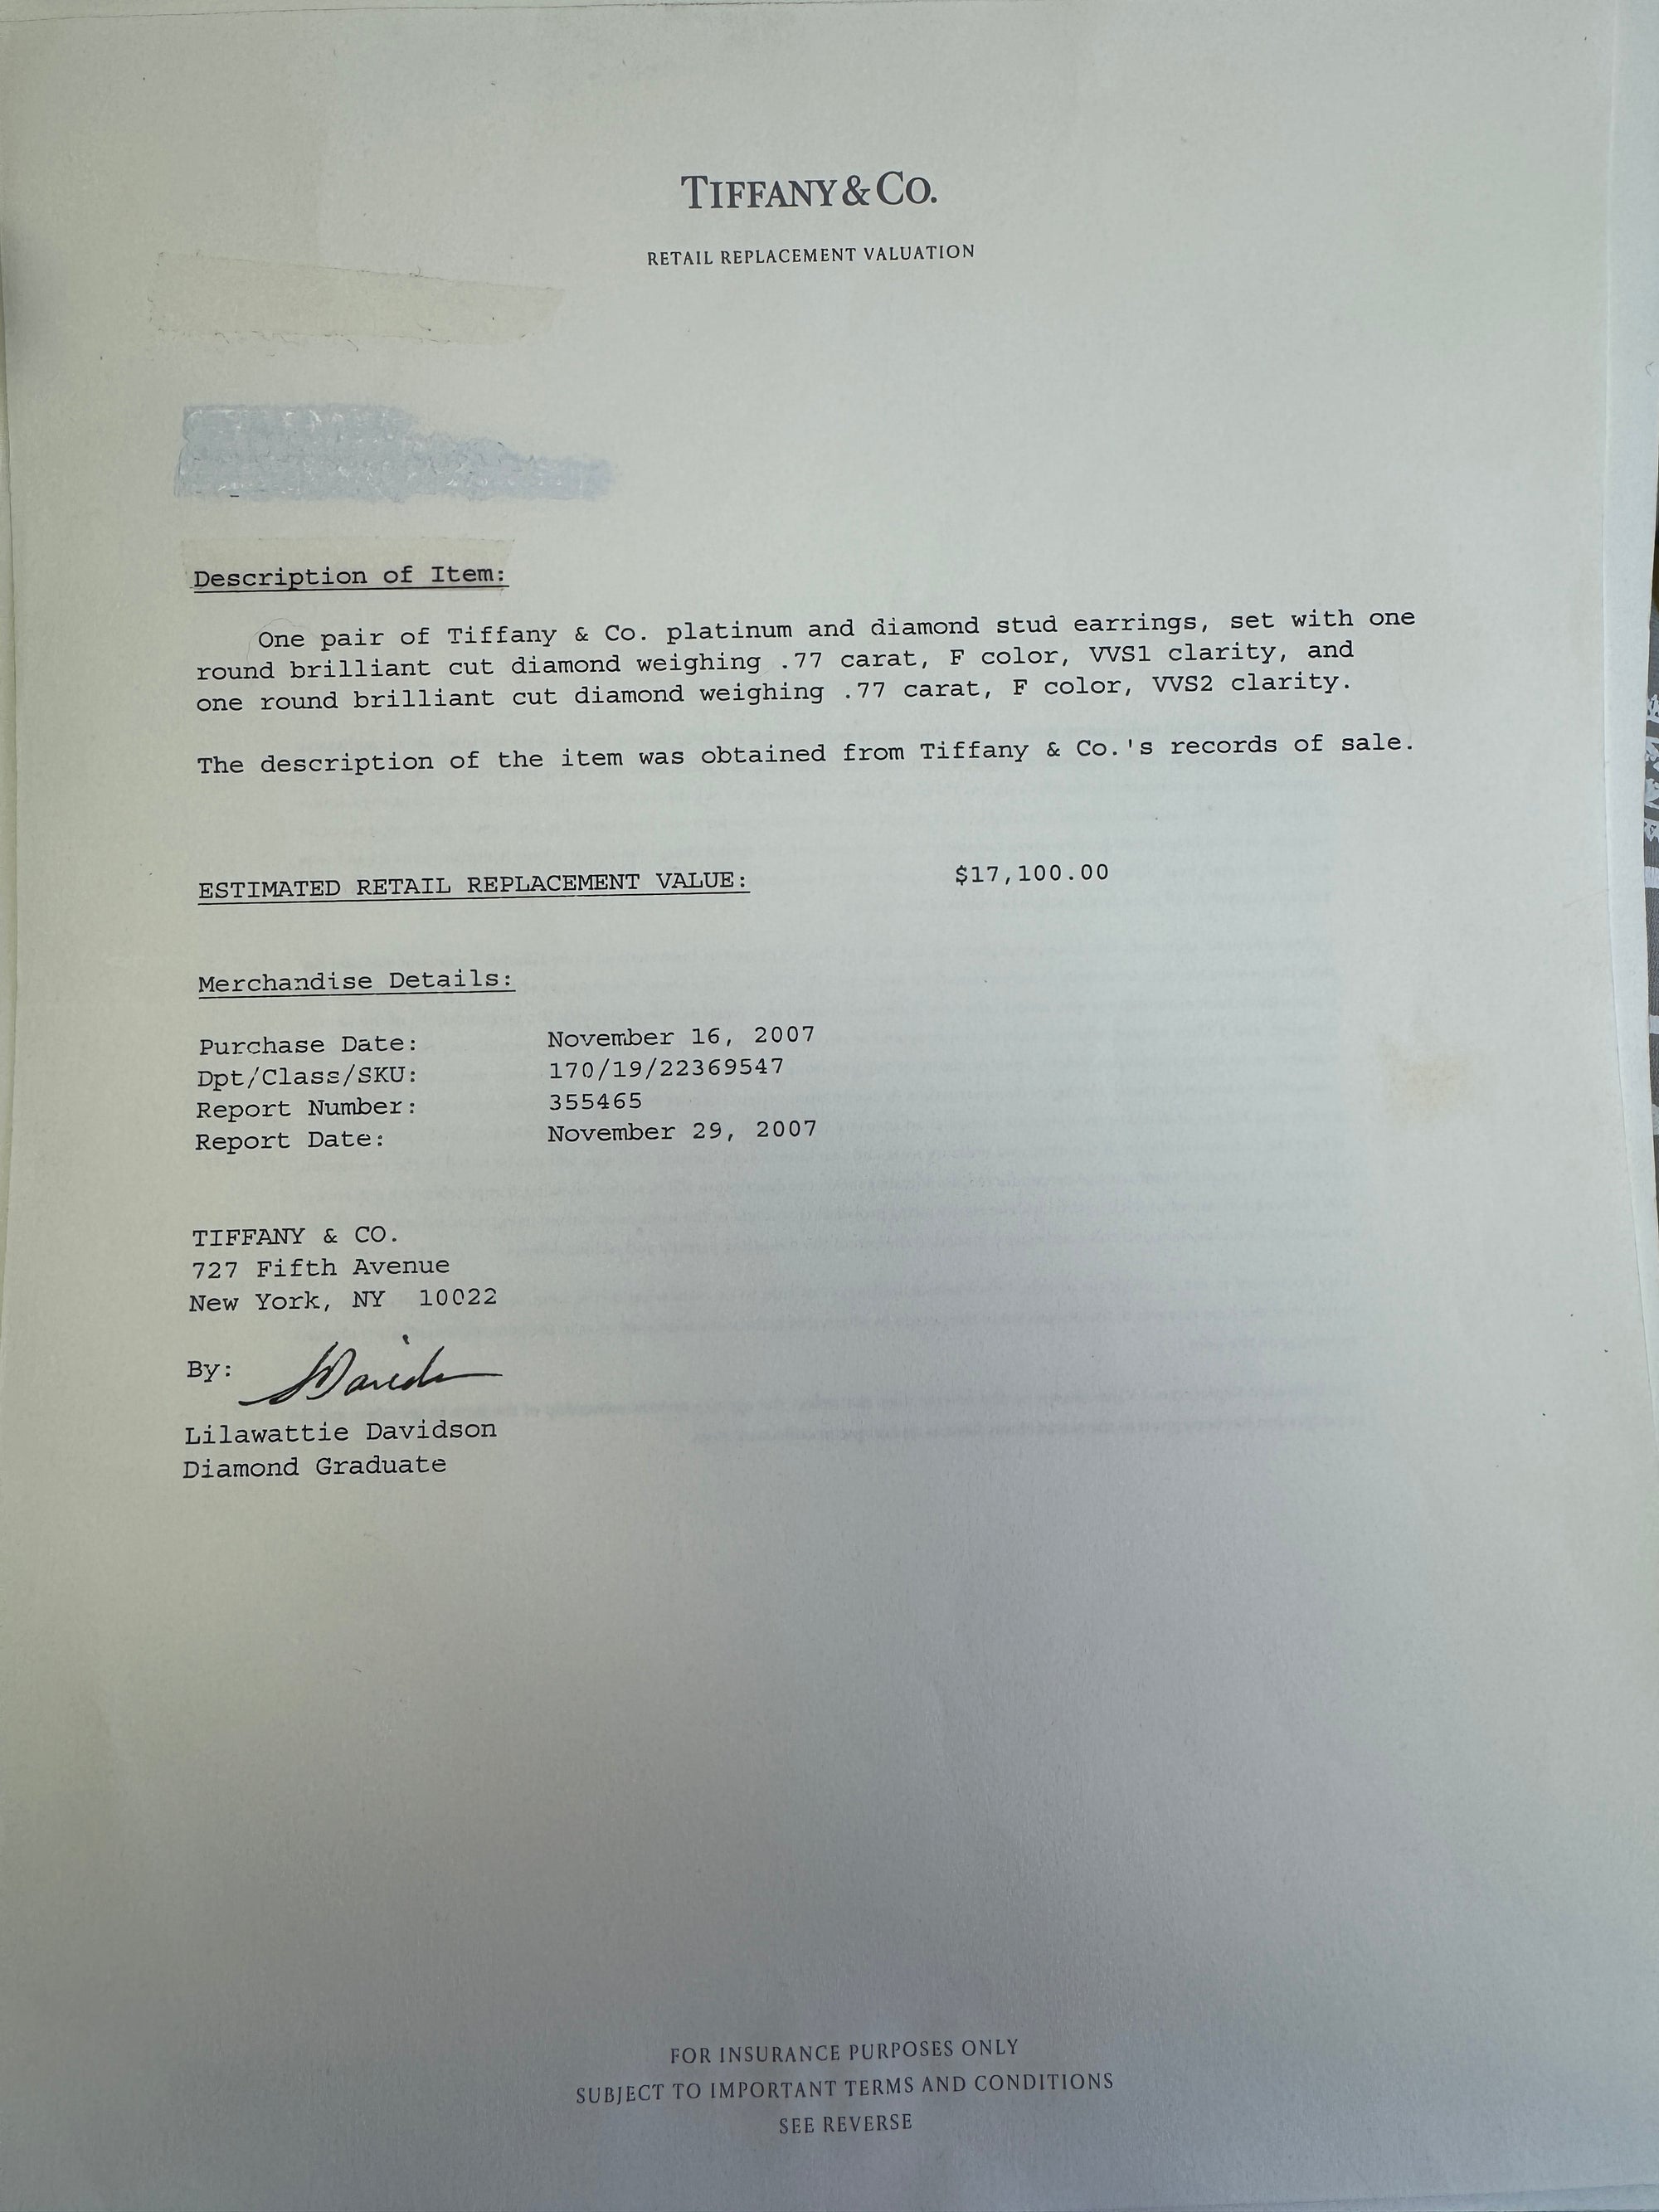 TIFFANY & CO.
RETAIL REPLACEMENT VALUATION
Description of Item:
One pair of Tiffany & Co. platinum and diamond stud earrings, set with one
round brilliant cut diamond weighing .77 carat, F color, VVS1 clarity, and
one round brilliant cut diamond weighing .77 carat, F color, VVS2 clarity.
The description of the item was obtained from Tiffany & Co.'s records of sale.
ESTIMATED RETAIL REPLACEMENT VALUE: $17,100.00
Merchandise Details:
Purchase Date: November 16, 2007
Dpt/Class/SKU: 170/19/22369547
Report Number: 355465
Report Date: November 29, 2007
TIFFANY & CO.
727 Fifth Avenue
New York, NY 10022
By:
Lilawattie Davidson
Diamond Graduate
FOR INSURANCE PURPOSES ONLY
SUBJECT TO IMPORTANT TERMS AND CONDITIONS
SEE REVERSE